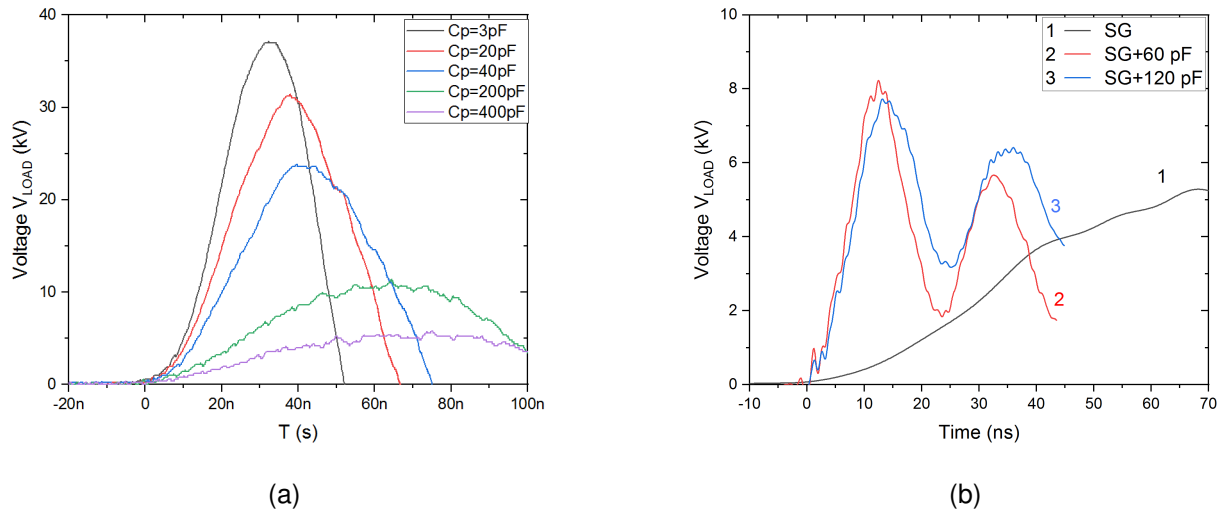 Cp=3pF
Cp=20pF
Cp=40pF
Cp=200pF
Cp=400pF
40
30
20
10
0
Voltage V_LOAD (kV)
-20n 0 20n 40n 60n 80n 100n
T (s)
(a)
1 SG
2 SG+60 pF
3 SG+120 pF
10
8
6
4
2
0
Voltage V_LOAD (kV)
1
3
2
-10 0 10 20 30 40 50 60 70
Time (ns)
(b)